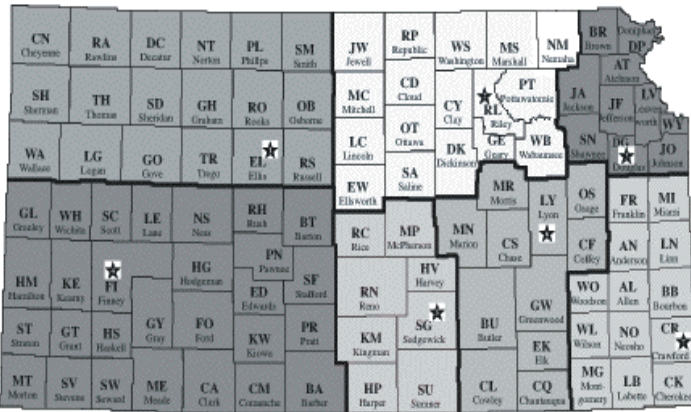 CN
Cheyenne
RA
Rawlins
DC
Decatur
NT
Norton
PL
Phillips
SM
Smith
JW
Jewell
RP
Republic
WS
Washington
MS
Marshall
NM
Nemaha
BR
Brown
Doniphan
DP
SH
Sherman
TH
Thomas
SD
Sheridan
GH
Graham
RO
Rooks
OB
Osborne
MC
Mitchell
CD
Cloud
CY
Clay
RL
Riley
PT
Pottawatomie
JA
Jackson
AT
Atchison
JF
Jefferson
LV
Leavenworth
WY
WA
Wallace
LG
Logan
GO
Gove
TR
Trego
EL
Ellis
RS
Russell
LC
Lincoln
OT
Ottawa
DK
Dickinson
GE
Geary
WB
Wabaunsee
SN
Shawnee
DG
Douglas
JO
Johnson
EW
Ellsworth
SA
Saline
MR
Morris
LY
Lyon
OS
Osage
FR
Franklin
MI
Miami
GL
Greeley
WH
Wichita
SC
Scott
LE
Lane
NS
Ness
RH
Rush
BT
Barton
RC
Rice
MP
McPherson
MN
Marion
CS
Chase
CF
Coffey
AN
Anderson
LN
Linn
HM
Hamilton
KE
Kearny
FI
Finney
HG
Hodgeman
PN
Pawnee
ED
Edwards
SF
Stafford
RN
Reno
HV
Harvey
BU
Butler
GW
Greenwood
WO
Woodson
AL
Allen
BB
Bourbon
ST
Stanton
GT
Grant
HS
Haskell
GY
Gray
FO
Ford
KW
Kiowa
PR
Pratt
KM
Kingman
SG
Sedgewick
EK
Elk
WL
Wilson
NO
Neosho
CR
Crawford
MT
Morton
SV
Stevens
SW
Seward
ME
Meade
CA
Clark
CM
Comanche
BA
Barber
HP
Harper
SU
Sumner
CL
Cowley
CQ
Chautauqua
MG
Mont-
gomery
LB
Labette
CK
Cherokee